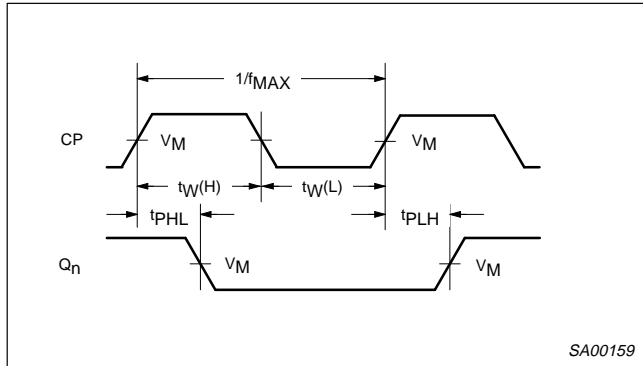 1/fMAX
CP VM VM
tW(H) tW(L)
tPHL tPLH
Qn VM VM
SA00159